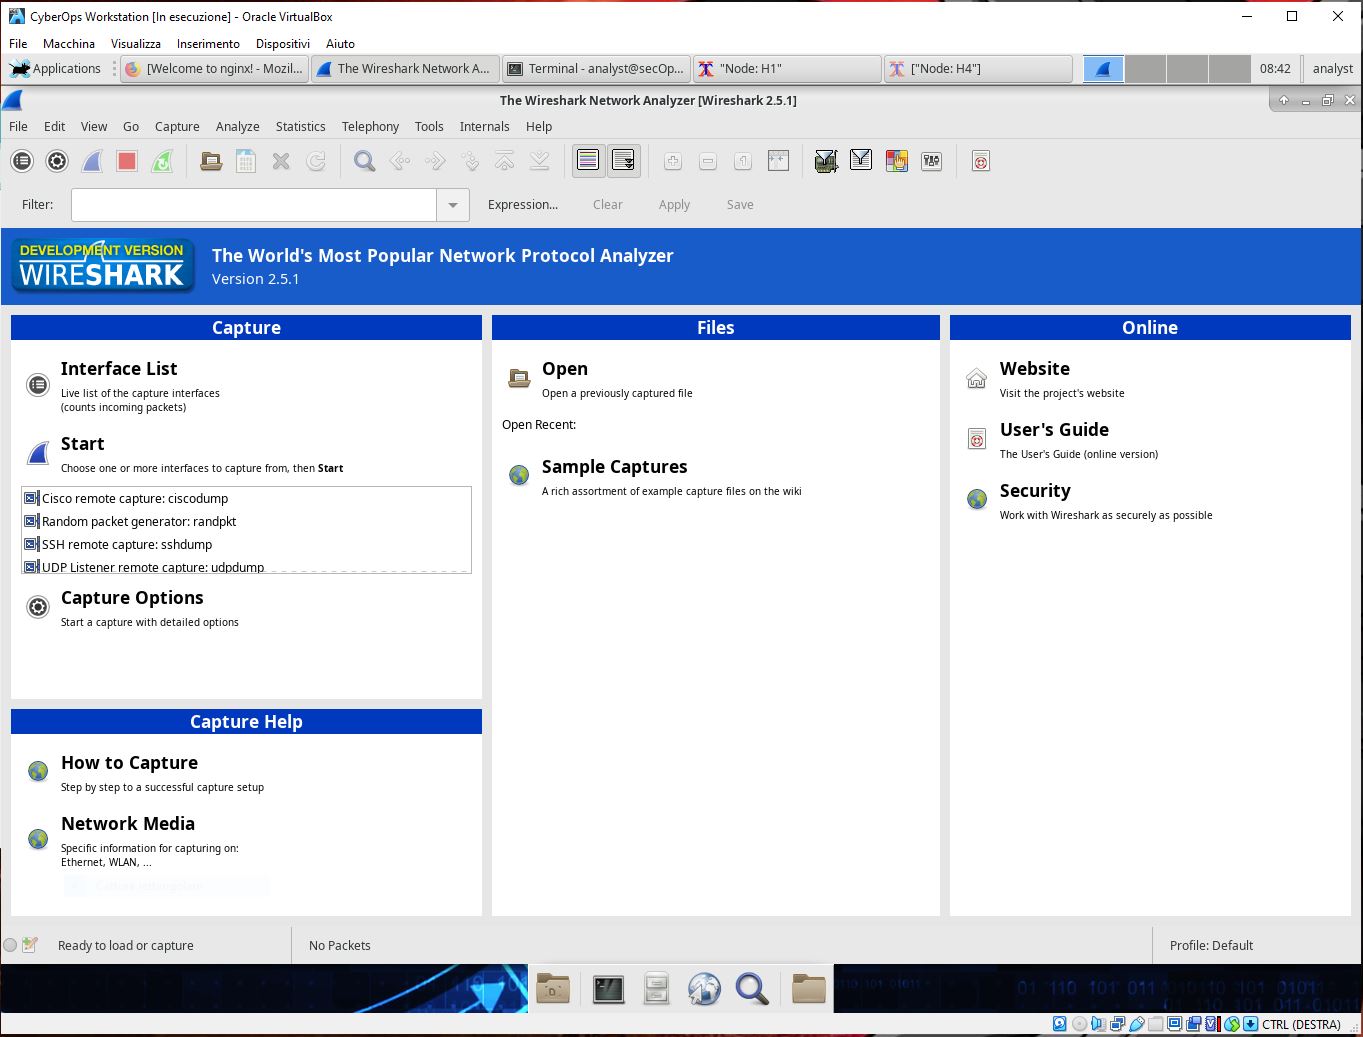 CyberOps Workstation [In esecuzione] - Oracle VirtualBox
File Macchina Visualizza Inserimento Dispositivi Aiuto
Applications [Welcome to nginx! - Mozil... The Wireshark Network A... Terminal - analyst@secOp... "Node: H1" ["Node: H4"] 08:42 analyst
The Wireshark Network Analyzer [Wireshark 2.5.1]
File Edit View Go Capture Analyze Statistics Telephony Tools Internals Help
Filter: Expression... Clear Apply Save
DEVELOPMENT VERSION
WIRESHARK
The World's Most Popular Network Protocol Analyzer
Version 2.5.1
Capture
Interface List
Live list of the capture interfaces
(counts incoming packets)
Start
Choose one or more interfaces to capture from, then Start
Cisco remote capture: ciscodump
Random packet generator: randpkt
SSH remote capture: sshdump
UDP Listener remote capture: udpdump
Capture Options
Start a capture with detailed options
Capture Help
How to Capture
Step by step to a successful capture setup
Network Media
Specific information for capturing on:
Ethernet, WLAN, ...
Files
Open
Open a previously captured file
Open Recent:
Sample Captures
A rich assortment of example capture files on the wiki
Online
Website
Visit the project's website
User's Guide
The User's Guide (online version)
Security
Work with Wireshark as securely as possible
Ready to load or capture No Packets Profile: Default
CTRL (DESTRA)